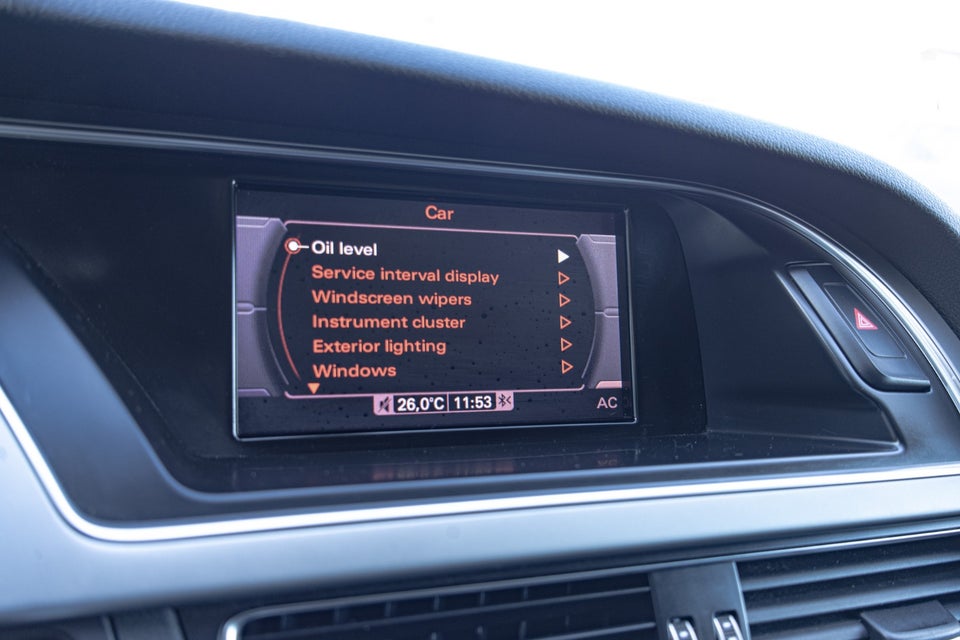 Car
Oil level
Service interval display
Windscreen wipers
Instrument cluster
Exterior lighting
Windows
26,0°C 11:53
AC